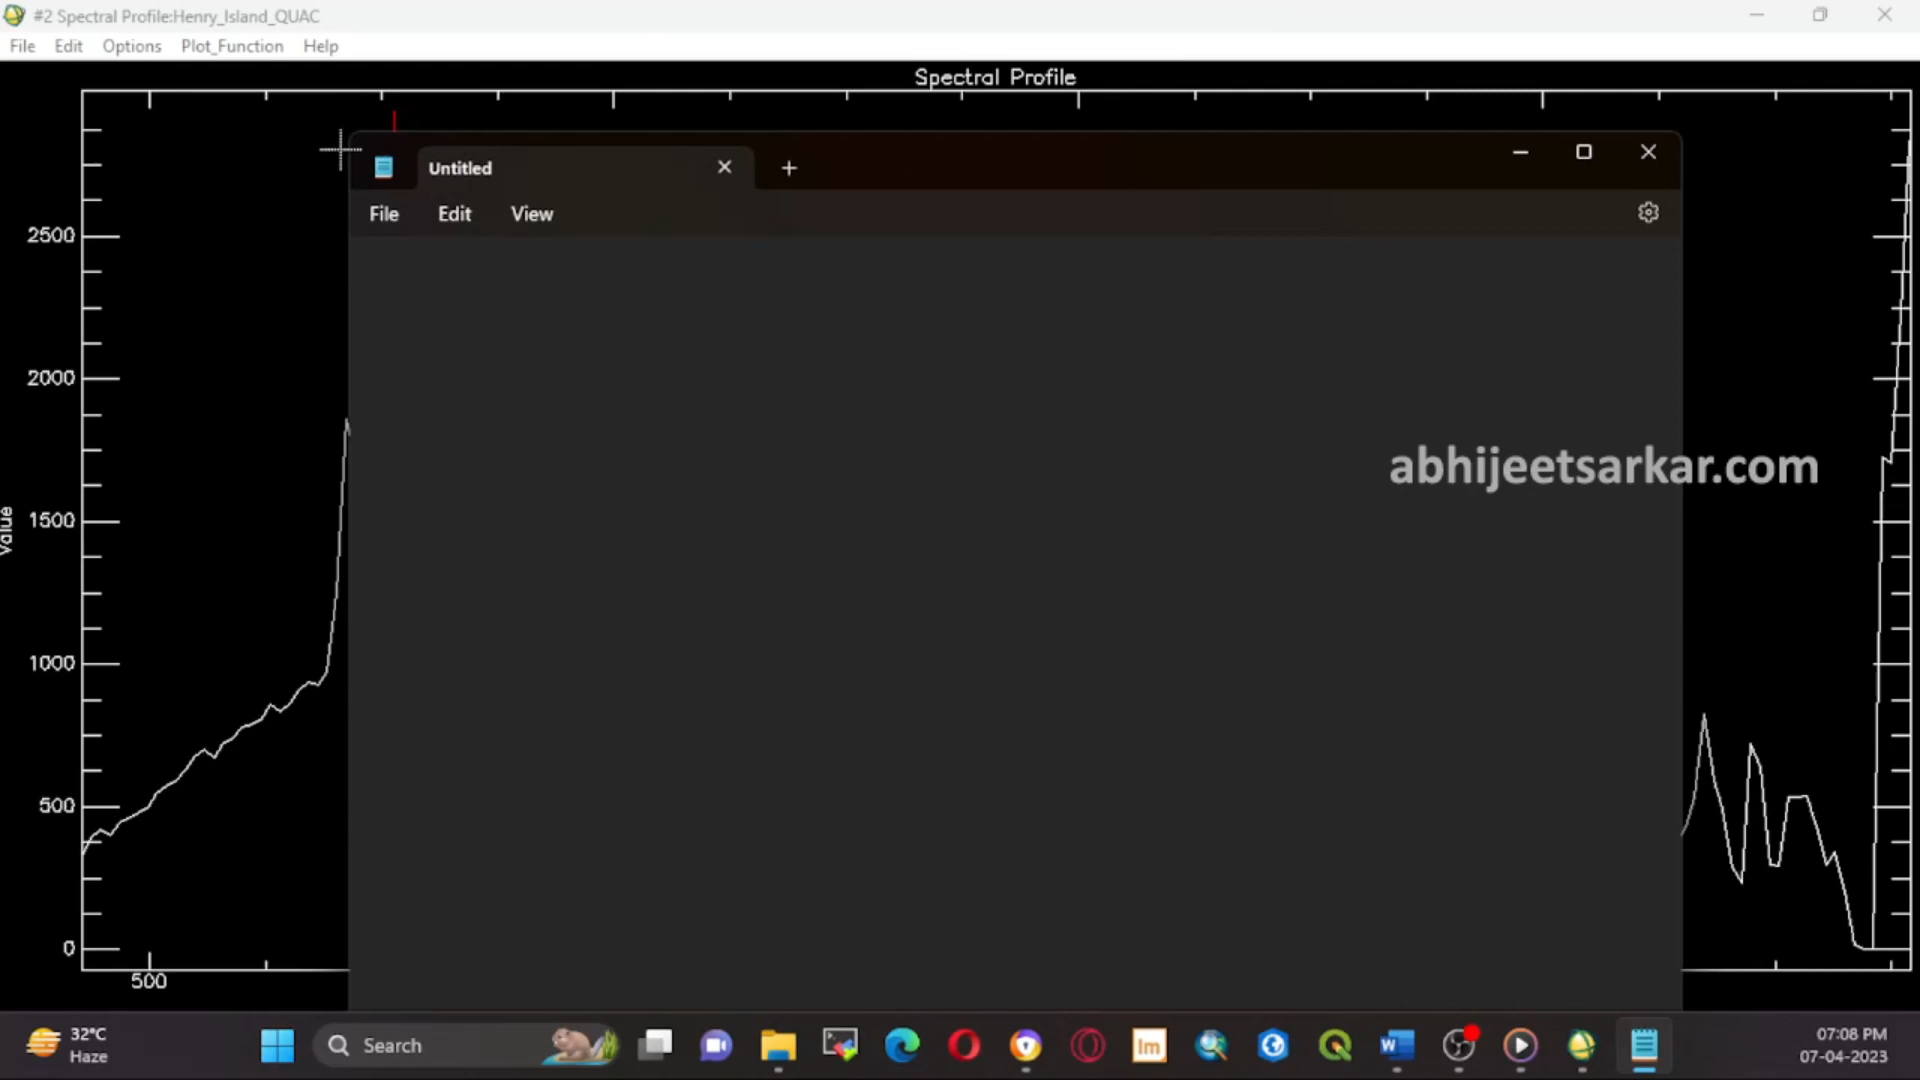 #2 Spectral Profile:Henry_Island_QUAC
File Edit Options Plot_Function Help
Spectral Profile
Untitled
File Edit View
2500
2000
abhijeetsarkar.com
Value
1500
1000
500
0
500
32°C
Haze
Search
Im
W
07:08 PM
07-04-2023